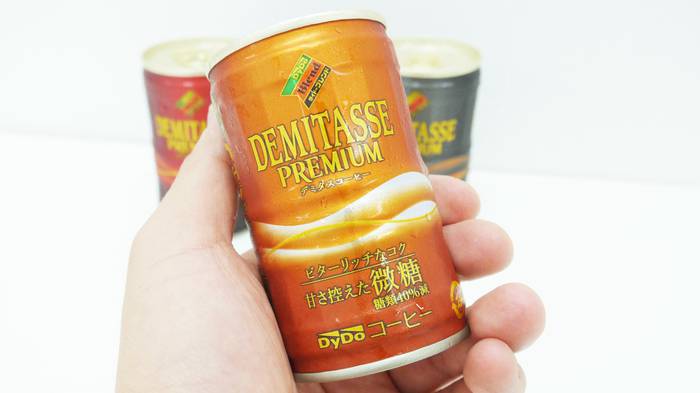 DyDo
Blend
DEMITASSE
PREMIUM
デミタスコーヒー
ビターリッチなコク
甘さ控えた微糖
糖類40%減
DyDo コーヒー
DEMITA
TASSE
UM